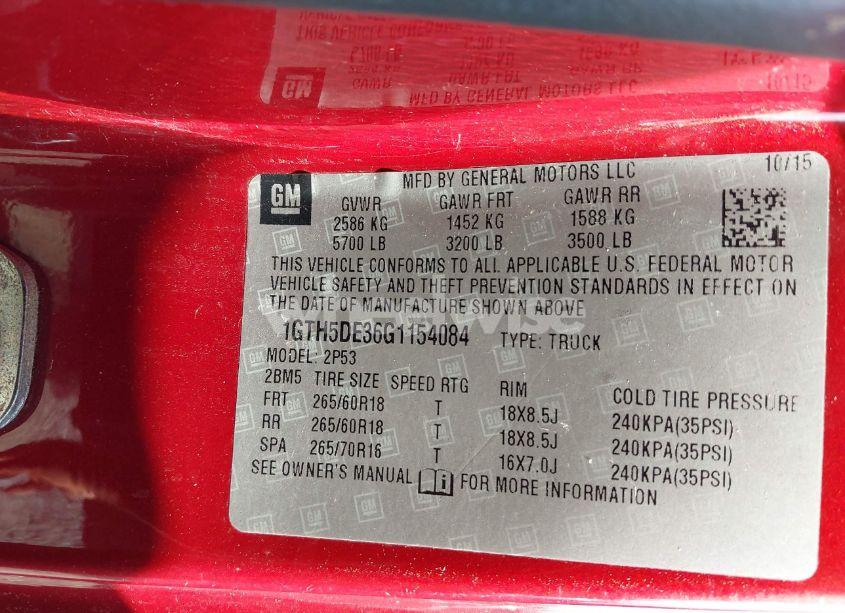 MFD BY GENERAL MOTORS LLC 10/15
GM
GVWR GAWR FRT GAWR RR
2586 KG 1452 KG 1588 KG
5700 LB 3200 LB 3500 LB
THIS VEHICLE CONFORMS TO ALL APPLICABLE U.S. FEDERAL MOTOR
VEHICLE SAFETY AND THEFT PREVENTION STANDARDS IN EFFECT ON
THE DATE OF MANUFACTURE SHOWN ABOVE
1GTH5DE36G1154084 TYPE: TRUCK
MODEL: 2P53
2BM5 TIRE SIZE SPEED RTG RIM COLD TIRE PRESSURE
FRT 265/60R18 T 18X8.5J 240KPA(35PSI)
RR 265/60R18 T 18X8.5J 240KPA(35PSI)
SPA 265/70R16 T 16X7.0J 240KPA(35PSI)
SEE OWNER'S MANUAL FOR MORE INFORMATION